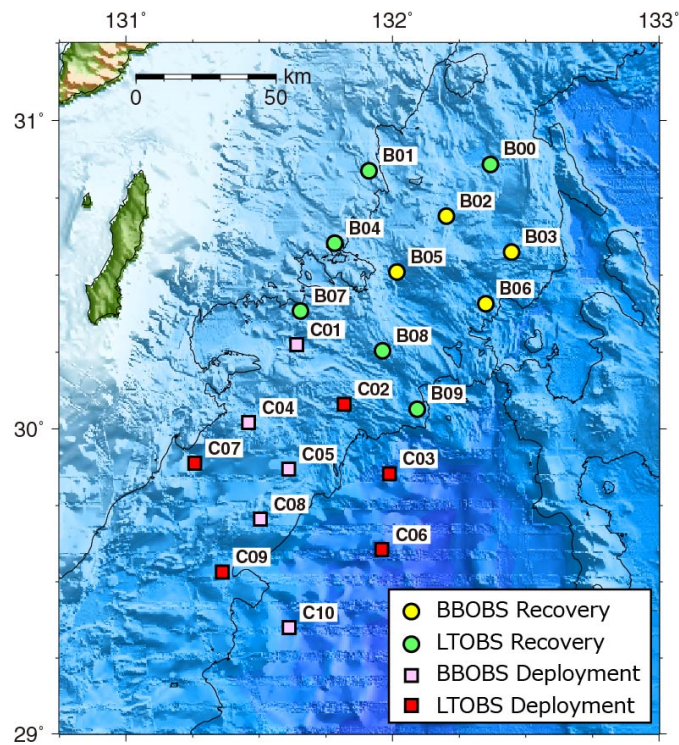 131° 132° 133°
km
0 50
31°
B01 B00
B02
B04
B03
B05
B07 B06
C01
B08
C02
C04 B09
30°
C07
C05 C03
C08
C06
C09
C10
BBOBS Recovery
LTOBS Recovery
BBOBS Deployment
LTOBS Deployment
29°